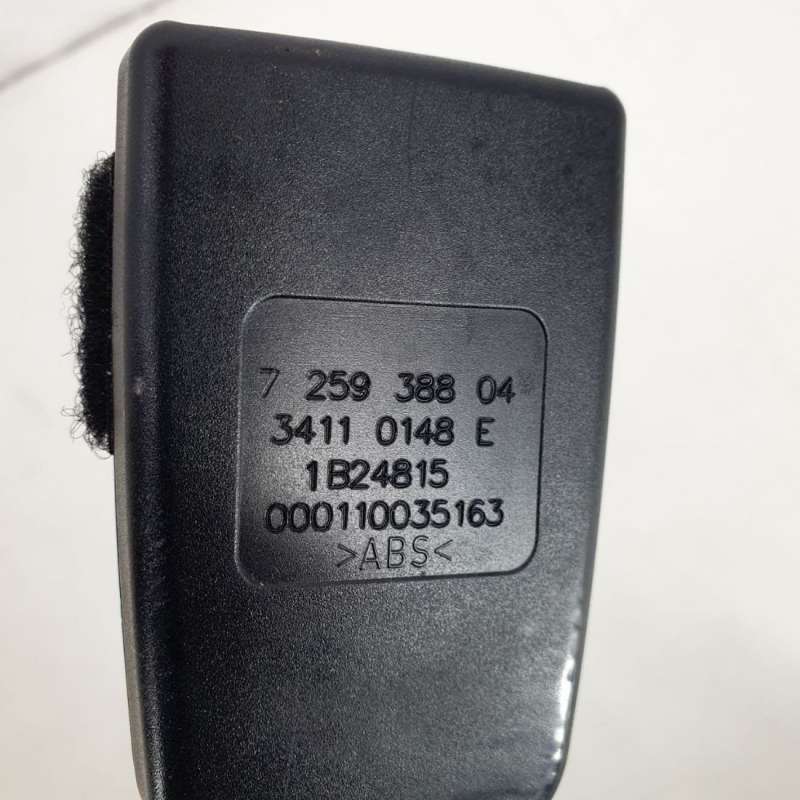 7 259 388 04
3411 0148 E
1B24815
000110035163
>ABS<